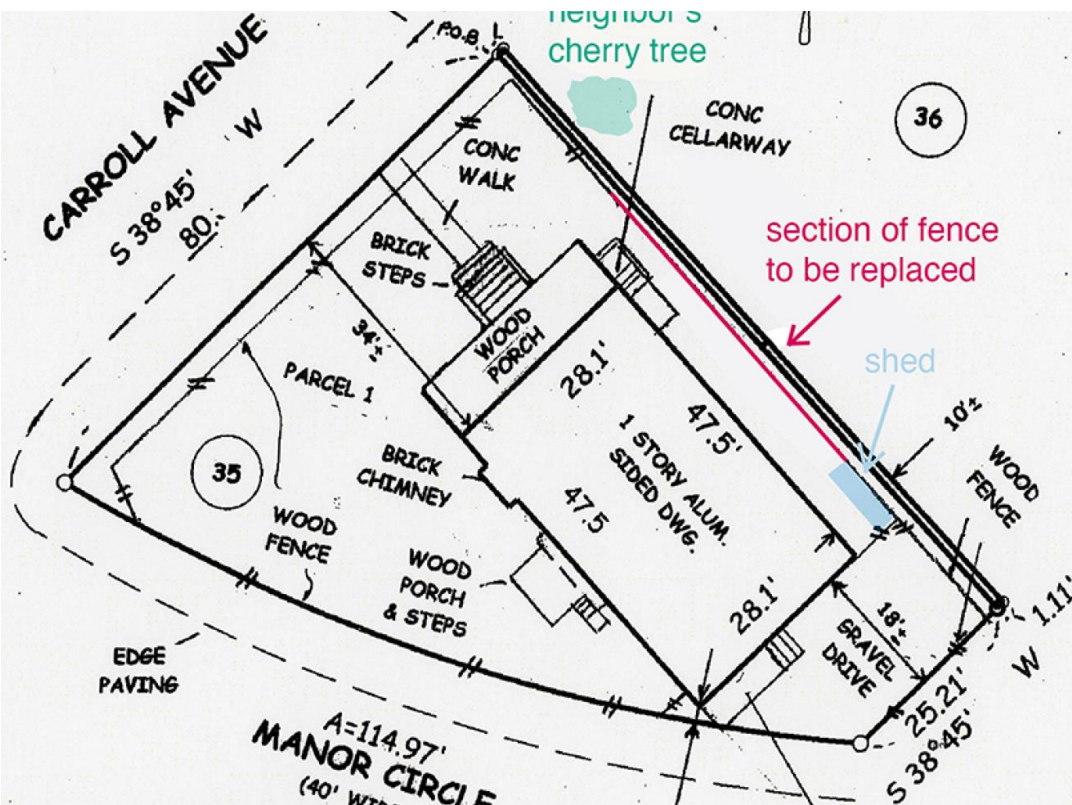 neighbor's
cherry tree
P.O.B.
CARROLL AVENUE
W
S 38°45'
80.
CONC
WALK
CONC
CELLARWAY
36
BRICK
STEPS
section of fence
to be replaced
34'±
WOOD
PORCH
28.1'
shed
PARCEL 1
47.5'
10'±
1 STORY ALUM.
SIDED DWG.
35
BRICK
CHIMNEY
47.5
WOOD
FENCE
WOOD
FENCE
WOOD
PORCH
& STEPS
28.1'
18'±
GRAVEL
DRIVE
1.11'
W
EDGE
PAVING
25.21'
S 38°45'
A=114.97'
MANOR CIRCLE
(40'